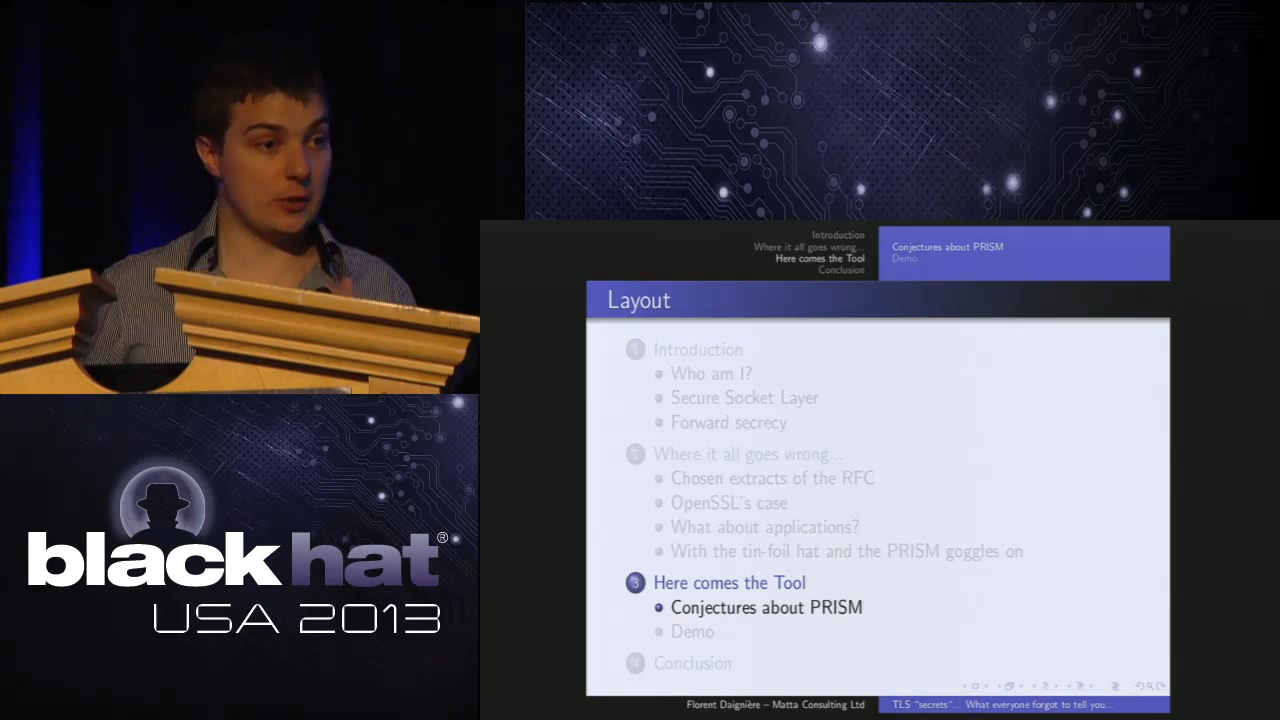 Introduction
Where it all goes wrong...
Here comes the Tool
Conclusion
Conjectures about PRISM
Demo
Layout
1 Introduction
Who am I?
Secure Socket Layer
Forward secrecy
2 Where it all goes wrong...
Chosen extracts of the RFC
OpenSSL's case
What about applications?
With the tin-foil hat and the PRISM goggles on
3 Here comes the Tool
Conjectures about PRISM
Demo
4 Conclusion
Florent Daignière – Matta Consulting Ltd
TLS "secrets"... What everyone forgot to tell you...
blackhat®
USA 2013